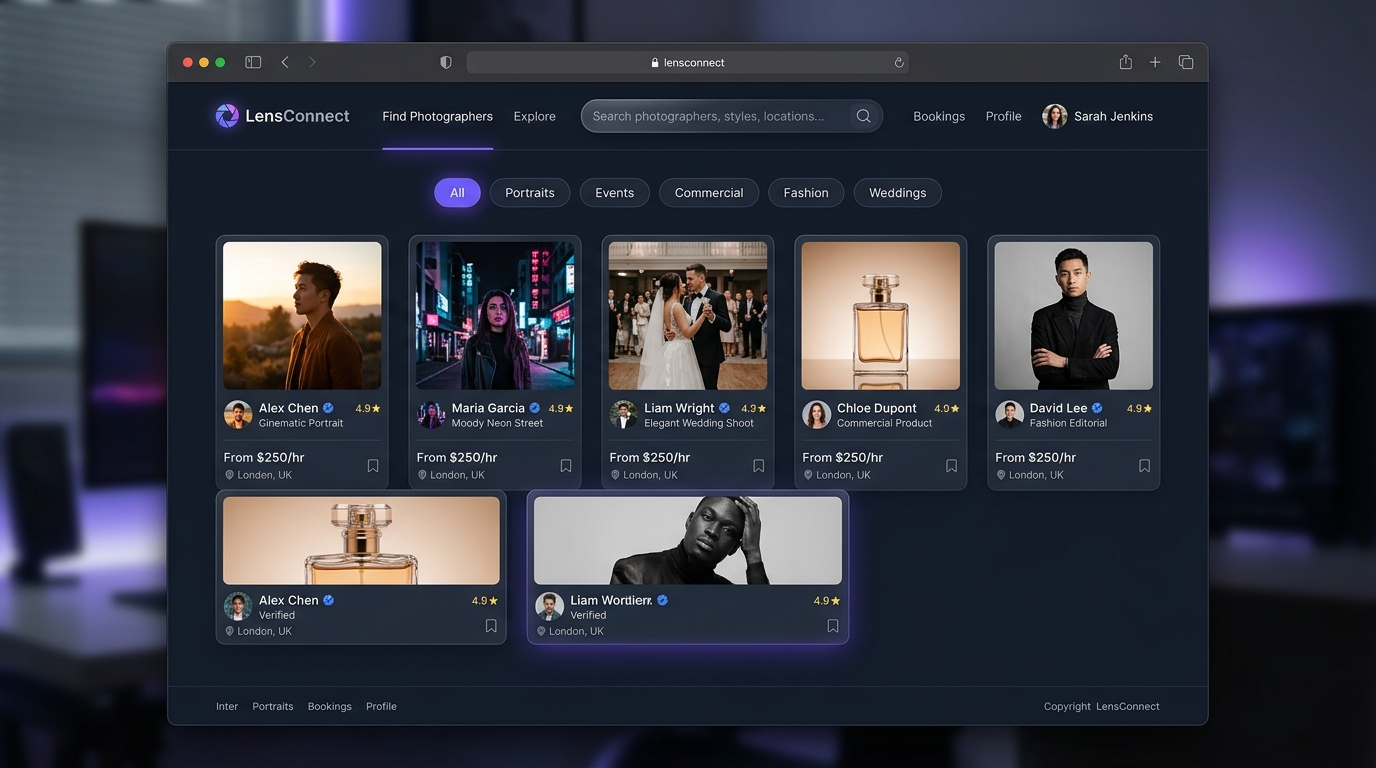 lensconnect
LensConnect
Find Photographers
Explore
Search photographers, styles, locations...
Bookings
Profile
Sarah Jenkins
All
Portraits
Events
Commercial
Fashion
Weddings
Alex Chen
4.9★
Ginematic Portrait
From $250/hr
Londen, UK
Maria Garcia
4.9★
Moody Neon Street
From $250/hr
London, UK
Liam Wright
4.9★
Elegant Wedding Shoot
From $250/hr
London, UK
Chloe Dupont
4.9★
Commercial Product
From $250/hr
London, UK
David Lee
4.9★
Fashion Editorial
From $250/hr
London, UK
Alex Chen
4.9★
Verified
London, UK
Liam
4.9★
Verified
London, UK
Inter
Portraits
Bookings
Profile
Copyright LensConnect